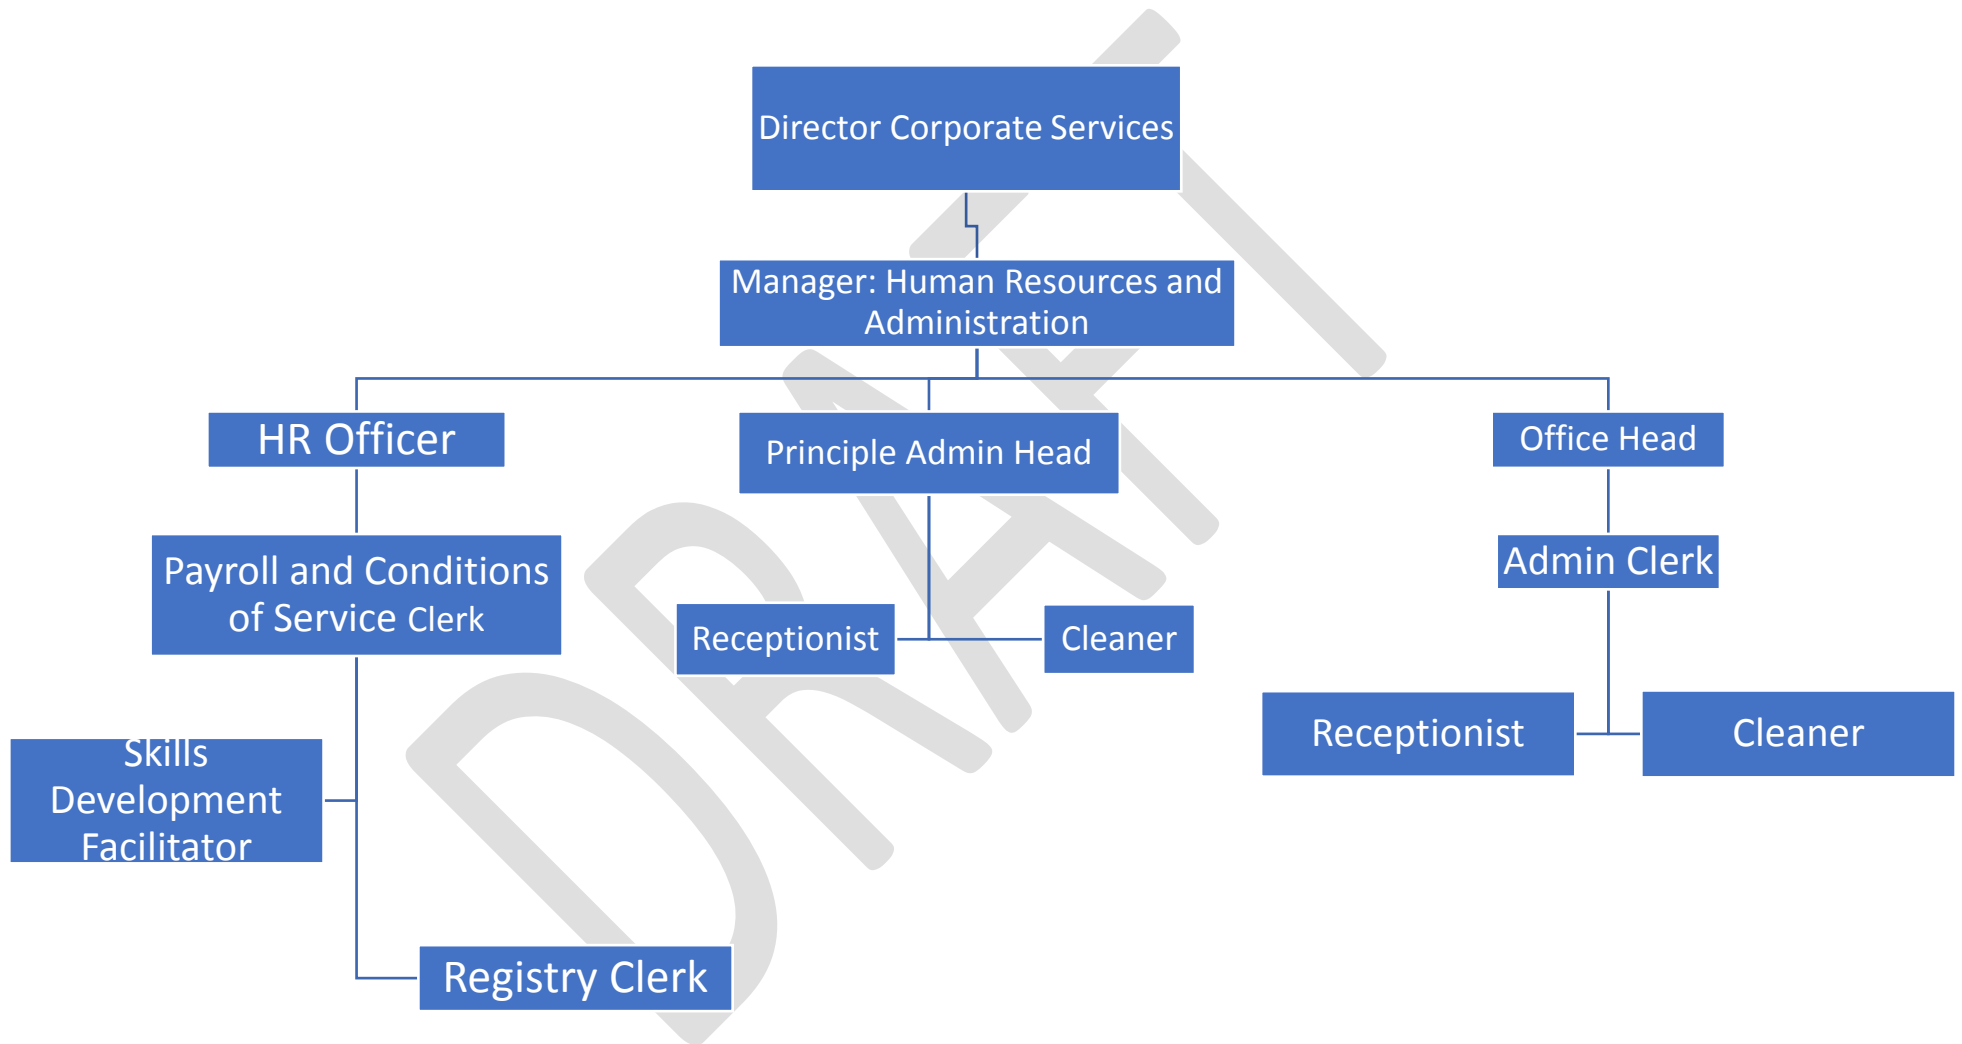 Director Corporate Services
Manager: Human Resources and
Administration
HR Officer
Principle Admin Head
Office Head
Payroll and Conditions
of Service Clerk
Admin Clerk
Receptionist
Cleaner
Receptionist
Cleaner
Skills
Development
Facilitator
Registry Clerk
DRAFT